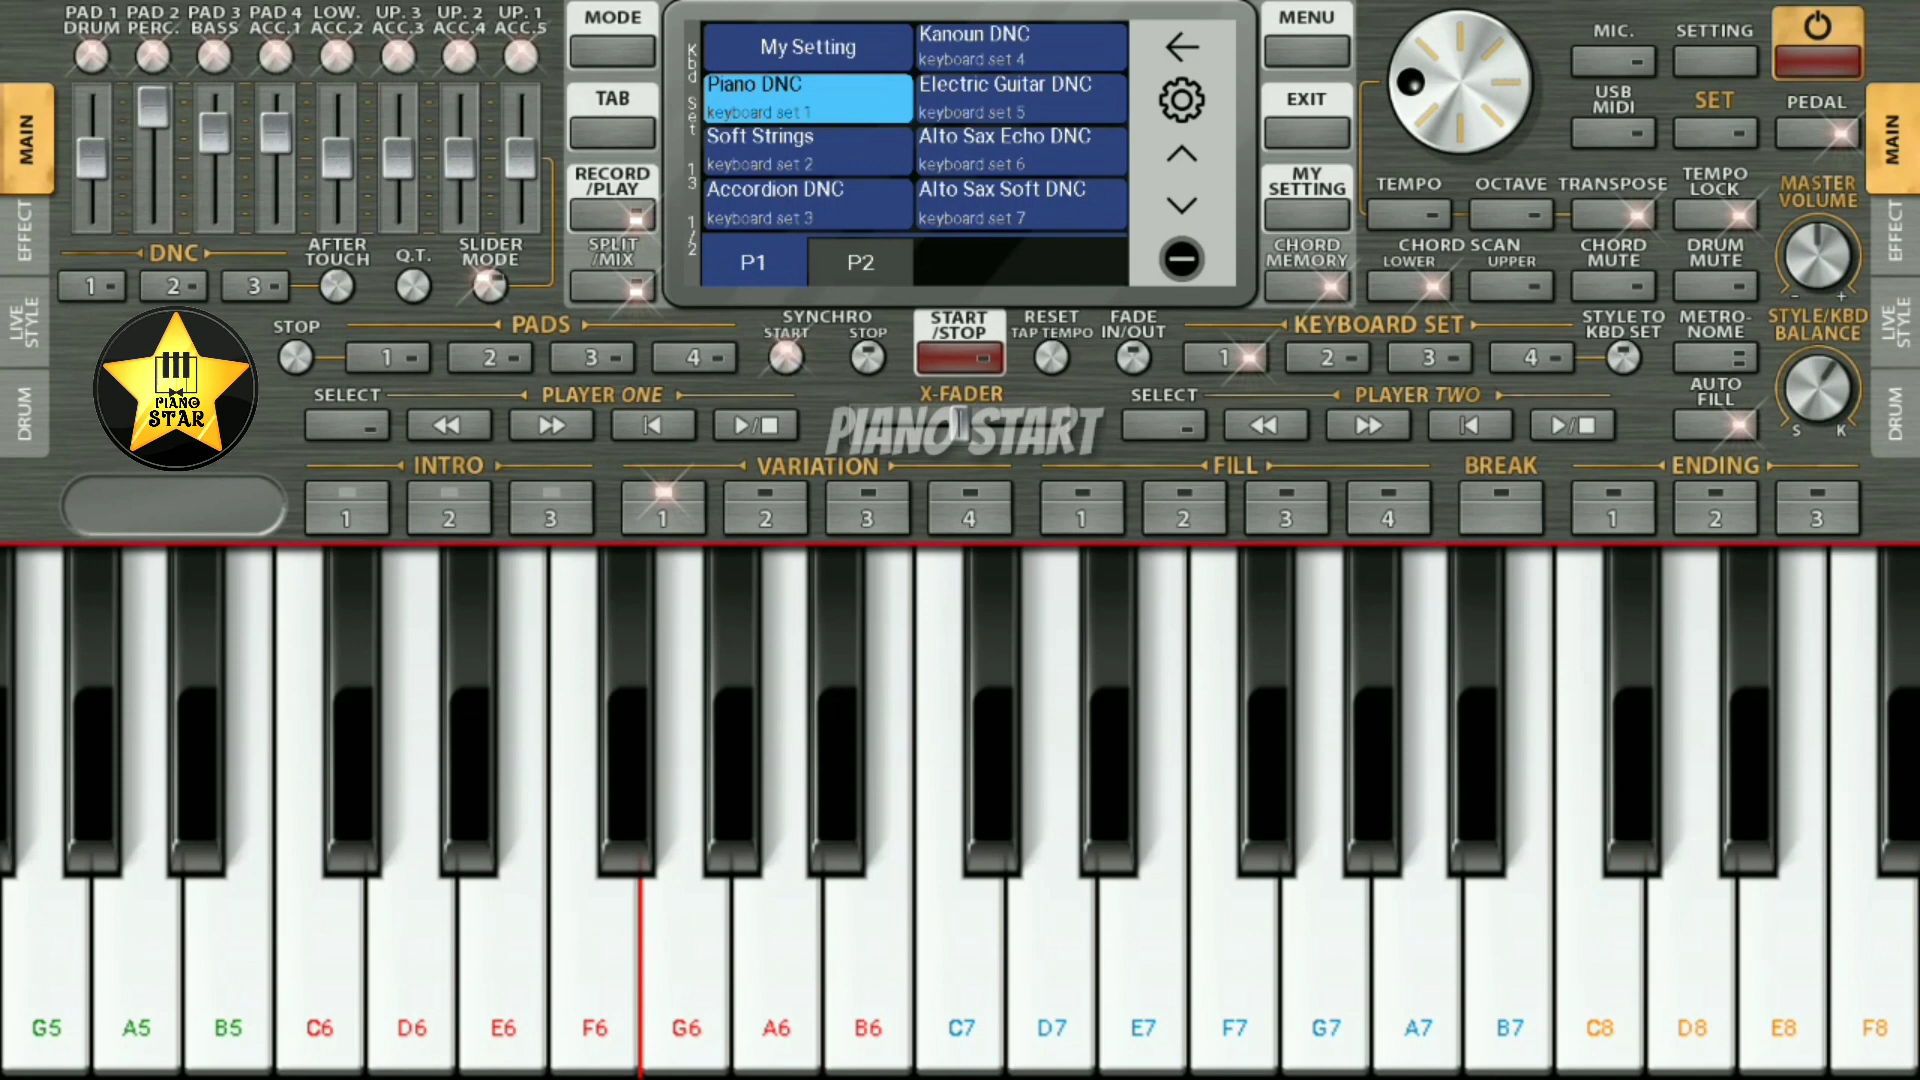 PAD 1 PAD 2 PAD 3 PAD 4 LOW. UP. 3 UP. 2 UP. 1
DRUM PERC. BASS ACC.1 ACC.2 ACC.3 ACC.4 ACC.5
MODE
TAB
RECORD
/PLAY
SPLIT
/MIX
Kbd Set 13 1/2
My Setting
Kanoun DNC
keyboard set 4
Piano DNC
keyboard set 1
Electric Guitar DNC
keyboard set 5
Soft Strings
keyboard set 2
Alto Sax Echo DNC
keyboard set 6
Accordion DNC
keyboard set 3
Alto Sax Soft DNC
keyboard set 7
P1 P2
MENU
EXIT
MY
SETTING
CHORD
MEMORY
MIC. SETTING
USB
MIDI
SET
PEDAL
TEMPO OCTAVE TRANSPOSE
TEMPO
LOCK
MASTER
VOLUME
- +
CHORD SCAN
LOWER UPPER
CHORD
MUTE
DRUM
MUTE
MAIN
EFFECT
LIVE
STYLE
DRUM
MAIN
EFFECT
LIVE
STYLE
DRUM
DNC
1 2 3
AFTER
TOUCH
Q.T.
SLIDER
MODE
PIANO
STAR
STOP
PADS
1 2 3 4
SYNCHRO
START STOP
START
/STOP
RESET
TAP TEMPO
FADE
IN/OUT
KEYBOARD SET
1 2 3 4
STYLE TO
KBD SET
METRO-
NOME
STYLE/KBD
BALANCE
S K
SELECT PLAYER ONE
X-FADER
PIANO START
SELECT PLAYER TWO
AUTO
FILL
INTRO VARIATION FILL BREAK ENDING
1 2 3 1 2 3 4 1 2 3 4 1 2 3
G5 A5 B5 C6 D6 E6 F6 G6 A6 B6 C7 D7 E7 F7 G7 A7 B7 C8 D8 E8 F8